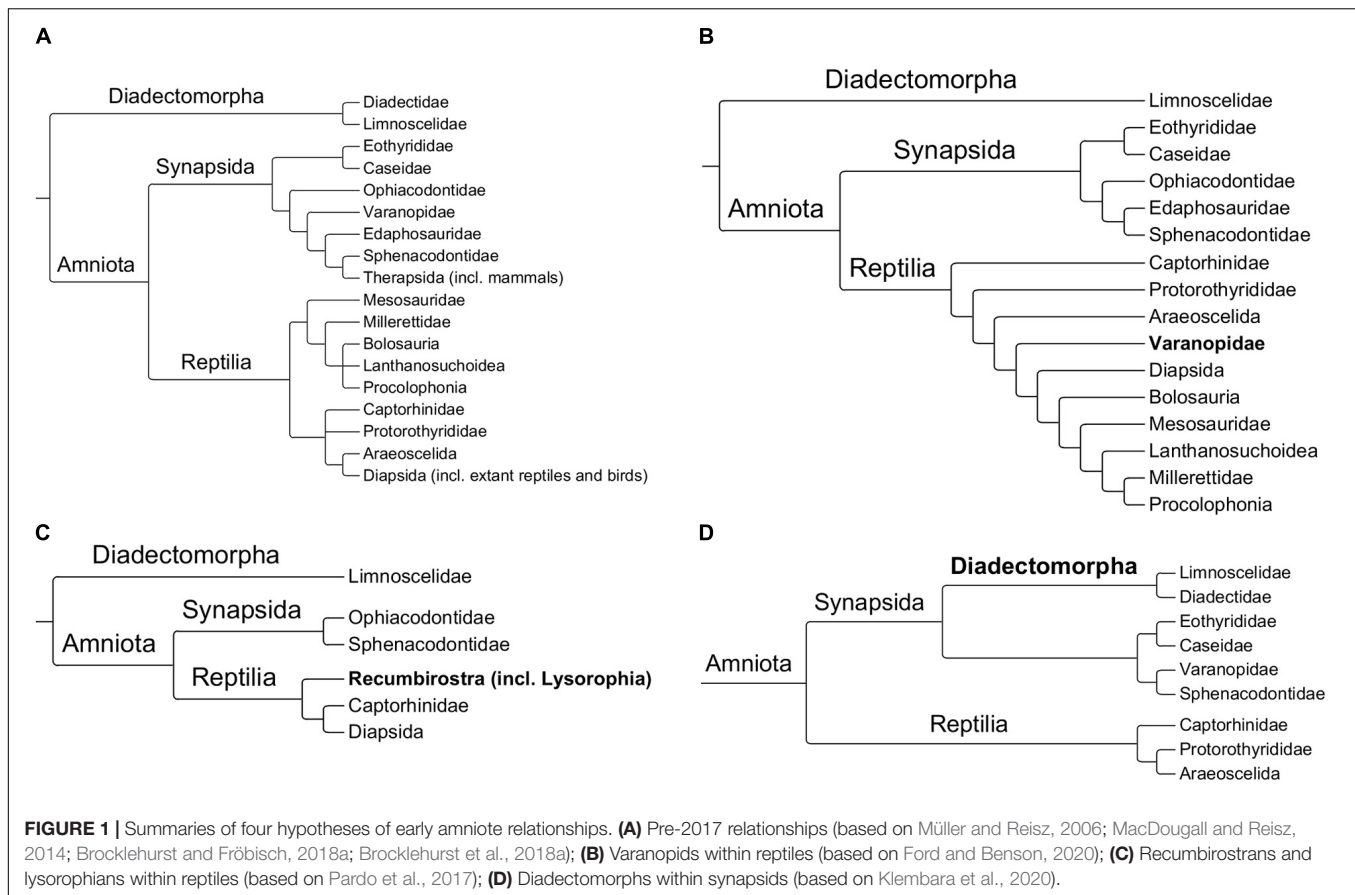 A
Diadectomorpha
Diadectidae
Limnoscelidae
Eothyrididae
Synapsida
Caseidae
Ophiacodontidae
Varanopidae
Edaphosauridae
Sphenacodontidae
Amniota
Therapsida (incl. mammals)
Mesosauridae
Millerettidae
Bolosauria
Reptilia
Lanthanosuchoidea
Procolophonia
Captorhinidae
Protorothyrididae
Araeoscelida
Diapsida (incl. extant reptiles and birds)
B
Diadectomorpha
Limnoscelidae
Eothyrididae
Synapsida
Caseidae
Ophiacodontidae
Amniota
Edaphosauridae
Sphenacodontidae
Reptilia
Captorhinidae
Protorothyrididae
Araeoscelida
Varanopidae
Diapsida
Bolosauria
Mesosauridae
Lanthanosuchoidea
Millerettidae
Procolophonia
C
Diadectomorpha
Limnoscelidae
Synapsida
Ophiacodontidae
Amniota
Sphenacodontidae
Reptilia
Recumbirostra (incl. Lysorophia)
Captorhinidae
Diapsida
D
Diadectomorpha
Limnoscelidae
Diadectidae
Synapsida
Eothyrididae
Caseidae
Amniota
Varanopidae
Sphenacodontidae
Reptilia
Captorhinidae
Protorothyrididae
Araeoscelida
FIGURE 1 | Summaries of four hypotheses of early amniote relationships. (A) Pre-2017 relationships (based on Müller and Reisz, 2006; MacDougall and Reisz,
2014; Brocklehurst and Fröbisch, 2018a; Brocklehurst et al., 2018a); (B) Varanopids within reptiles (based on Ford and Benson, 2020); (C) Recumbirostrans and
lysorophians within reptiles (based on Pardo et al., 2017); (D) Diadectomorphs within synapsids (based on Klembara et al., 2020).